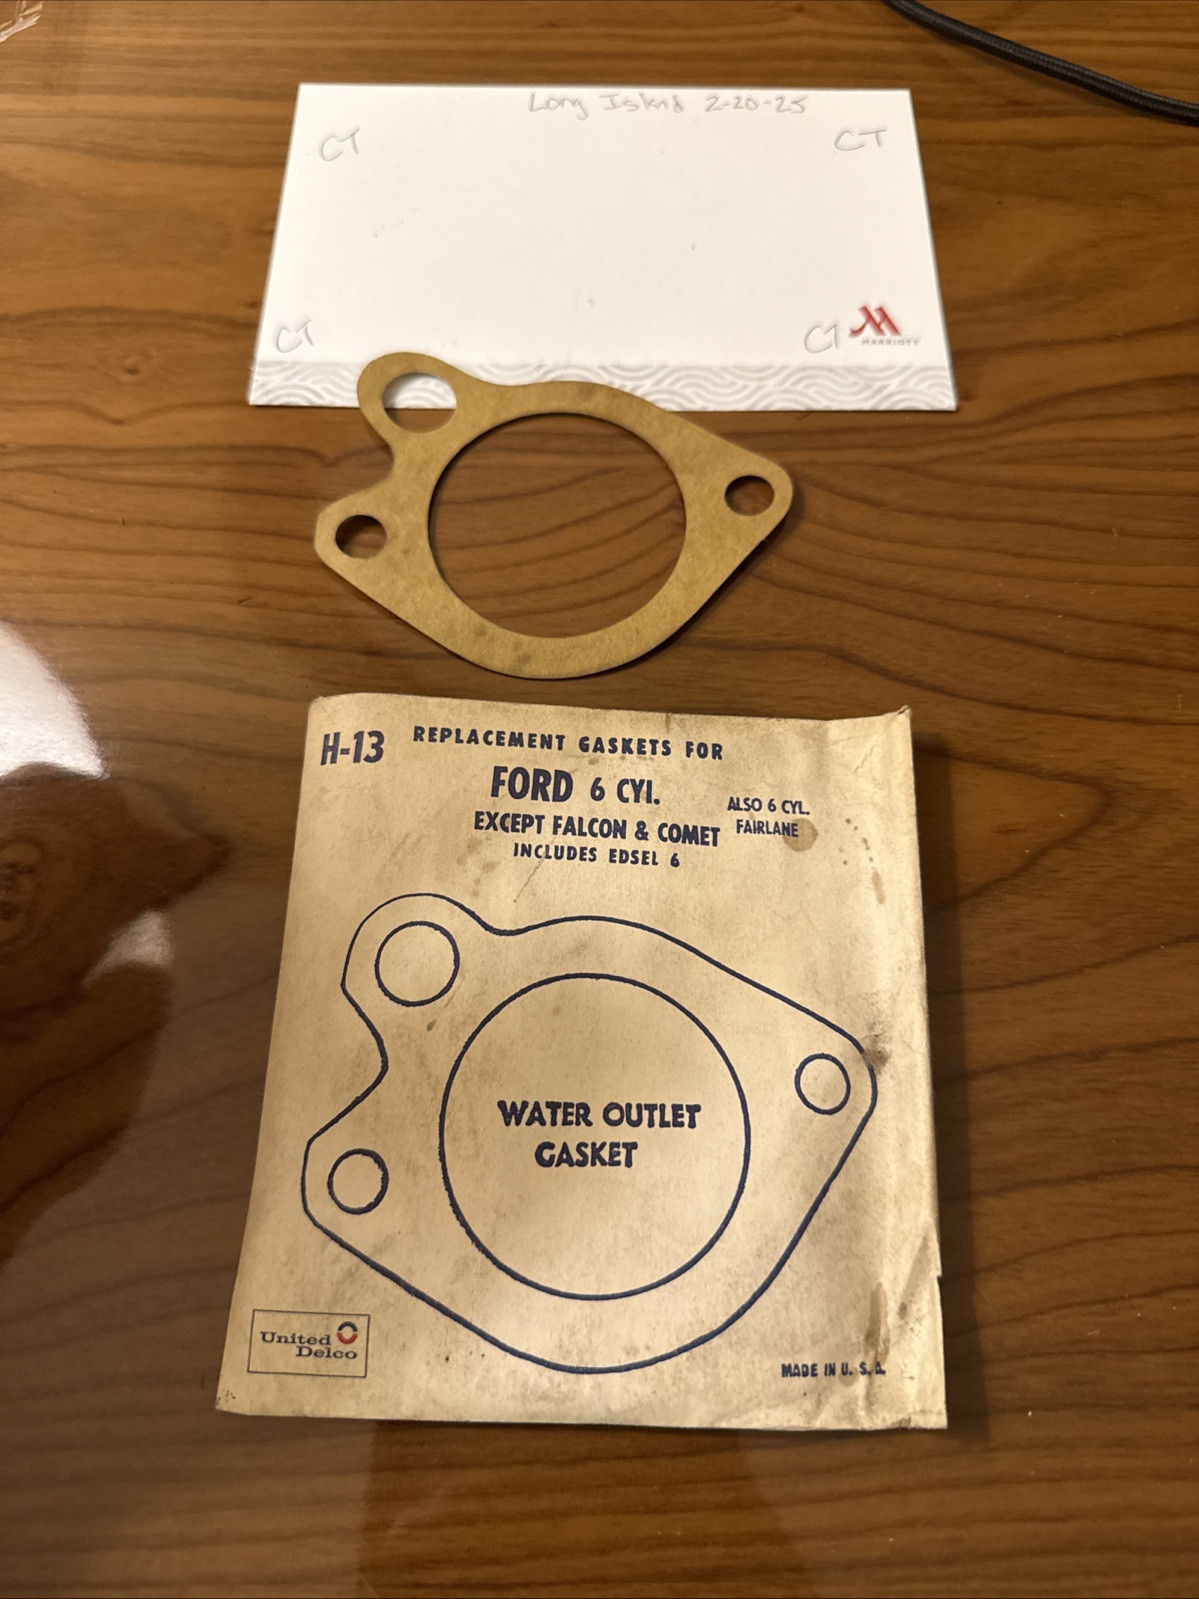 Long Island 2-20-25
CT
CT
CT
CT
MARRIOTT
H-13
REPLACEMENT GASKETS FOR
FORD 6 CYL.
EXCEPT FALCON & COMET
INCLUDES EDSEL 6
ALSO 6 CYL.
FAIRLANE
WATER OUTLET
GASKET
United
Delco
MADE IN U. S. A.